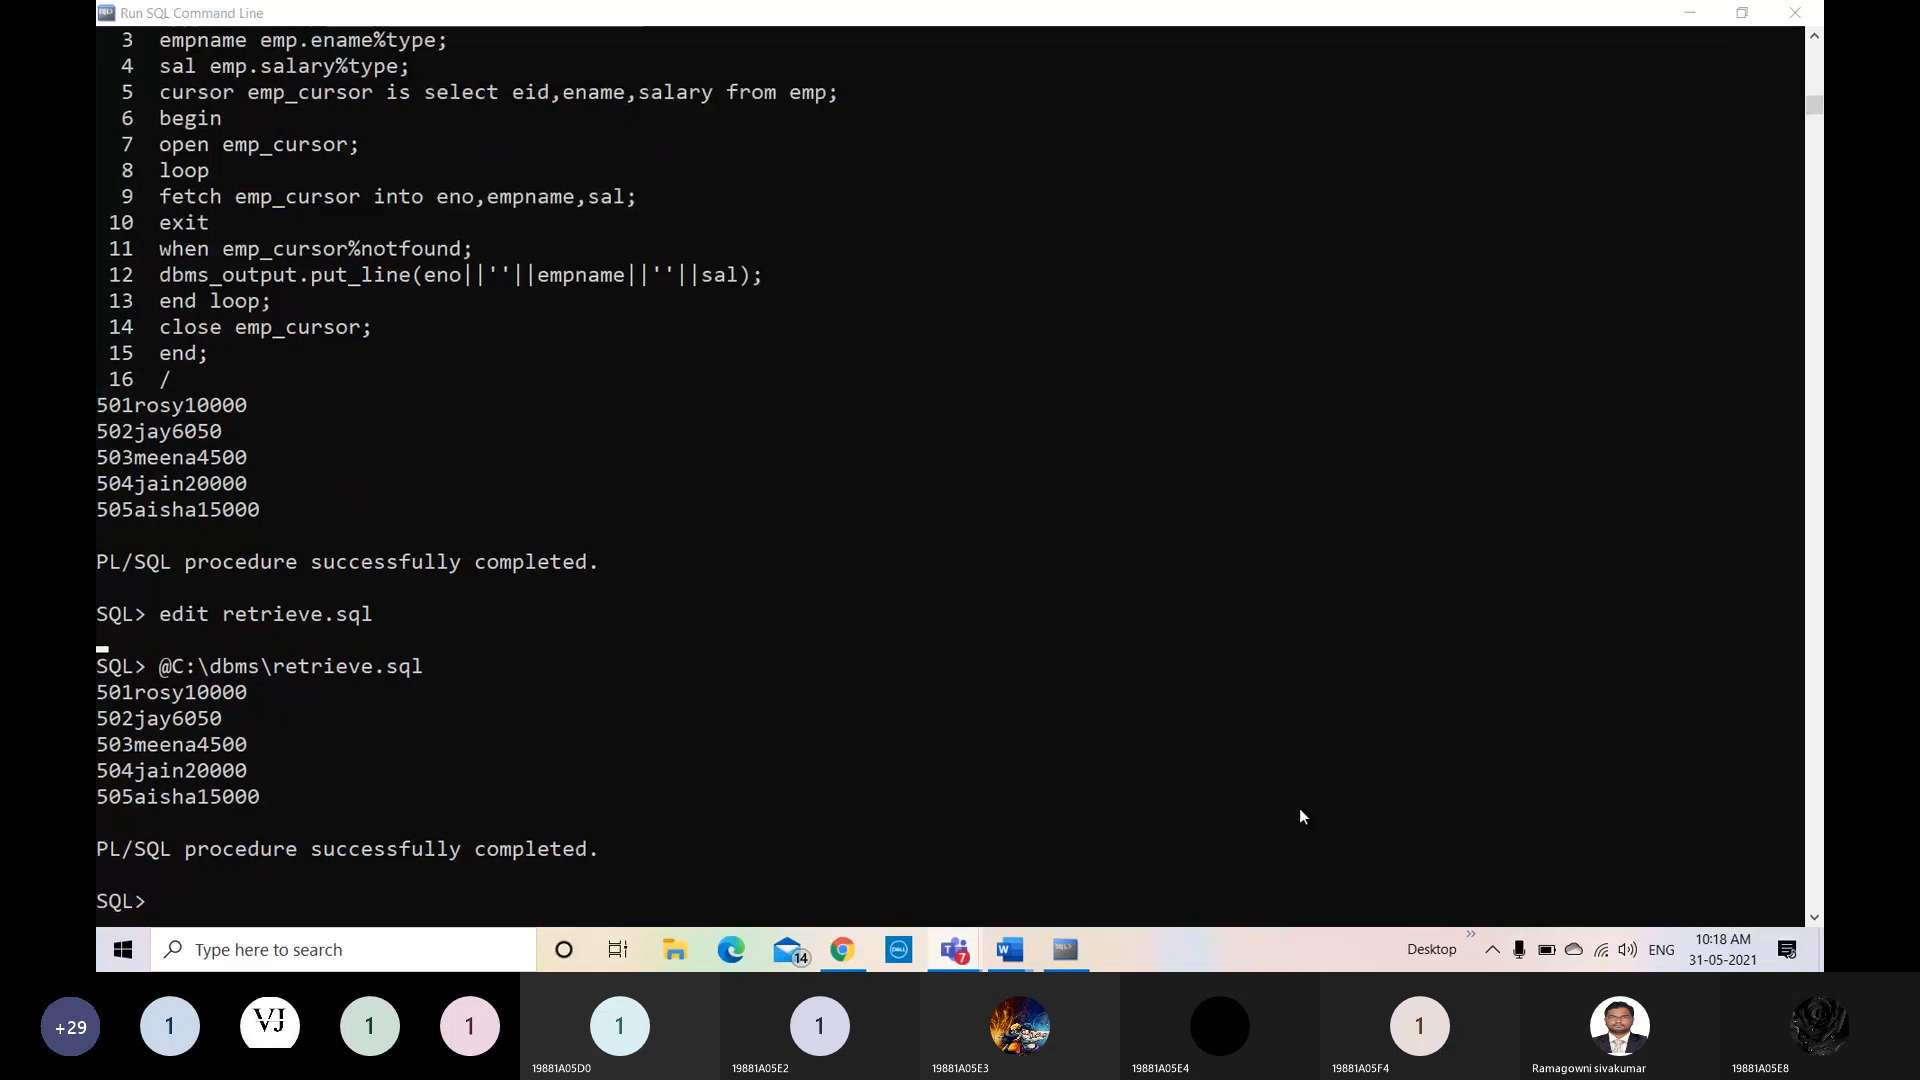 Run SQL Command Line
3 empname emp.ename%type;
4 sal emp.salary%type;
5 cursor emp_cursor is select eid,ename,salary from emp;
6 begin
7 open emp_cursor;
8 loop
9 fetch emp_cursor into eno,empname,sal;
10 exit
11 when emp_cursor%notfound;
12 dbms_output.put_line(eno||''||empname||''||sal);
13 end loop;
14 close emp_cursor;
15 end;
16 /
501rosy10000
502jay6050
503meena4500
504jain20000
505aisha15000
PL/SQL procedure successfully completed.
SQL> edit retrieve.sql
SQL> @C:\dbms\retrieve.sql
501rosy10000
502jay6050
503meena4500
504jain20000
505aisha15000
PL/SQL procedure successfully completed.
SQL>
Type here to search
14
DELL
7
W
Desktop
ENG
10:18 AM
31-05-2021
+29
1
VJ
1
1
1
1
1
19881A05D0
19881A05E2
19881A05E3
19881A05E4
19881A05F4
Ramagowni sivakumar
19881A05E8